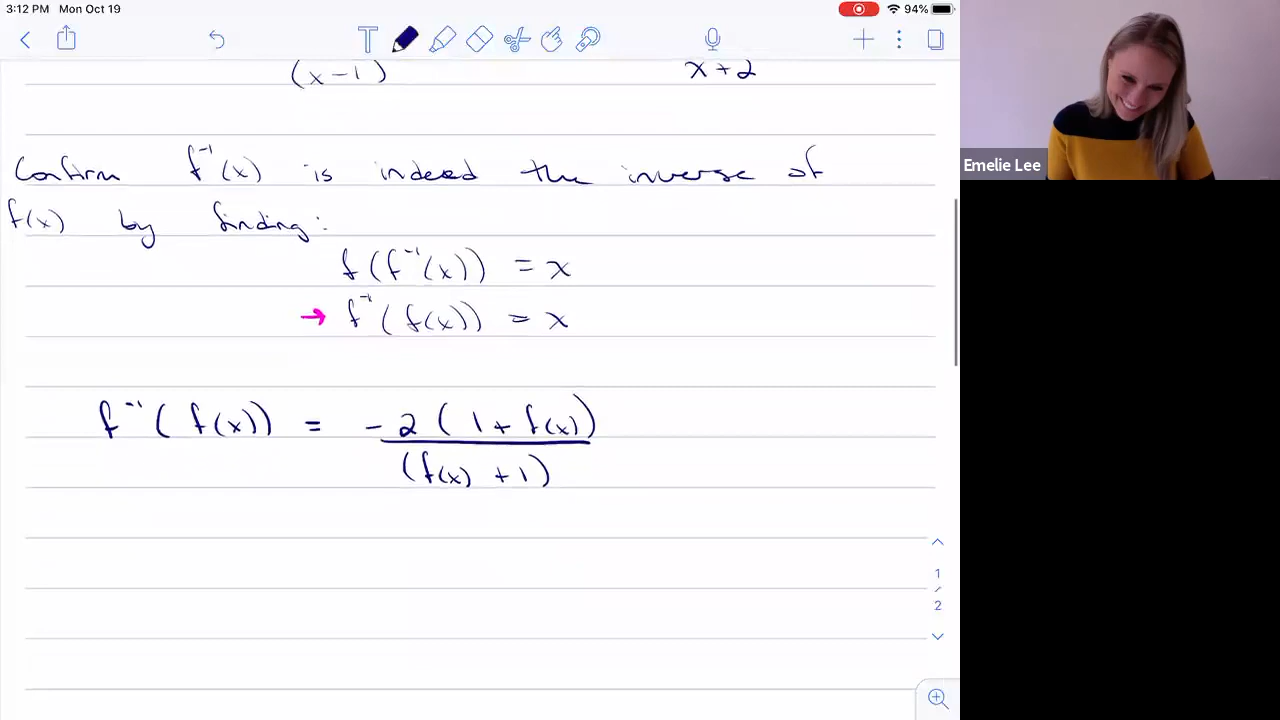 3:12 PM Mon Oct 19
94%
T
(x-1)
x+2
Emelie Lee
Confirm f⁻¹(x) is indeed the inverse of
f(x) by finding:
f(f⁻¹(x)) = x
→ f⁻¹(f(x)) = x
f⁻¹(f(x)) = -2(1+f(x))
(f(x)+1)
1
/
2